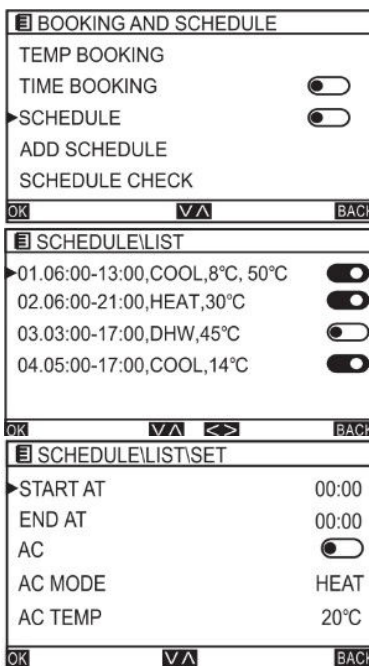 BOOKING AND SCHEDULE
TEMP BOOKING
TIME BOOKING
SCHEDULE
ADD SCHEDULE
SCHEDULE CHECK
OK BACK
SCHEDULE\LIST
01.06:00-13:00,COOL,8℃, 50℃
02.06:00-21:00,HEAT,30℃
03.03:00-17:00,DHW,45℃
04.05:00-17:00,COOL,14℃
OK BACK
SCHEDULE\LIST\SET
START AT 00:00
END AT 00:00
AC
AC MODE HEAT
AC TEMP 20℃
OK BACK